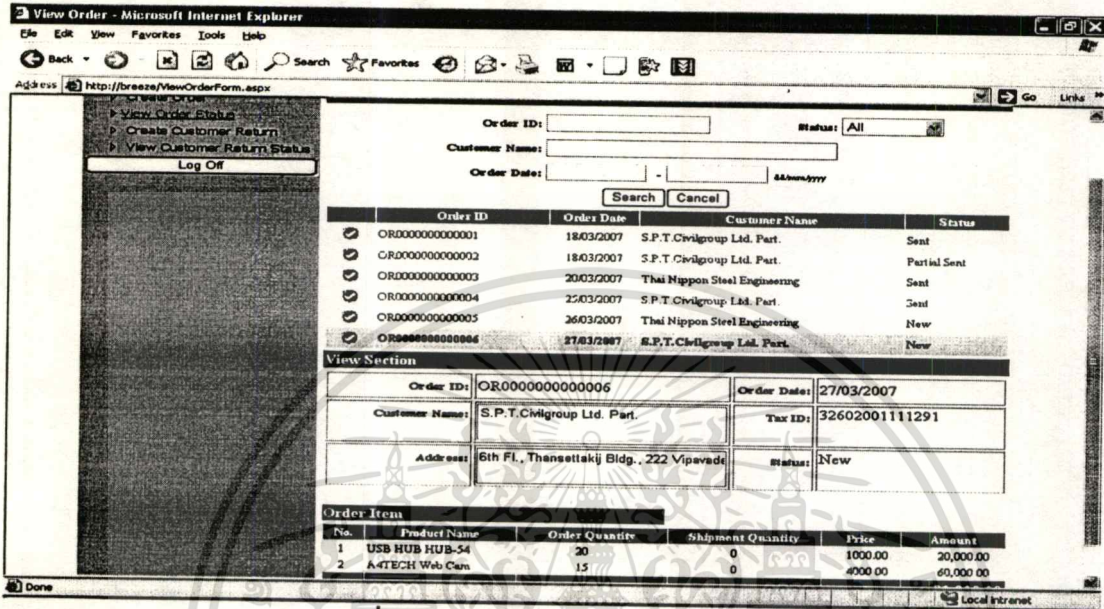 View Order - Microsoft Internet Explorer
File Edit View Favorites Tools Help
Back Search Favorites
Address http://breeze/ViewOrderForm.aspx Go Links
Create Order
View Order Status
Create Customer Return
View Customer Return Status
Log Off
Order ID: Status: All
Customer Name:
Order Date: - dd/mm/yyyy
Search Cancel
Order ID Order Date Customer Name Status
OR0000000000001 18/03/2007 S.P.T.Civilgroup Ltd. Part. Sent
OR0000000000002 18/03/2007 S.P.T.Civilgroup Ltd. Part. Partial Sent
OR0000000000003 20/03/2007 Thai Nippon Steel Engineering Sent
OR0000000000004 25/03/2007 S.P.T.Civilgroup Ltd. Part. Sent
OR0000000000005 26/03/2007 Thai Nippon Steel Engineering New
OR0000000000006 27/03/2007 S.P.T.Civilgroup Ltd. Part. New
View Section
Order ID: OR0000000000006 Order Date: 27/03/2007
Customer Name: S.P.T.Civilgroup Ltd. Part. Tax ID: 32602001111291
Address: 6th Fl., Thansettakij Bldg., 222 Vipavade Status: New
Order Item
No. Product Name Order Quantity Shipment Quantity Price Amount
1 USB HUB HUB-54 20 0 1000.00 20,000.00
2 A4TECH Web Cam 15 0 4000.00 60,000.00
Done Local intranet